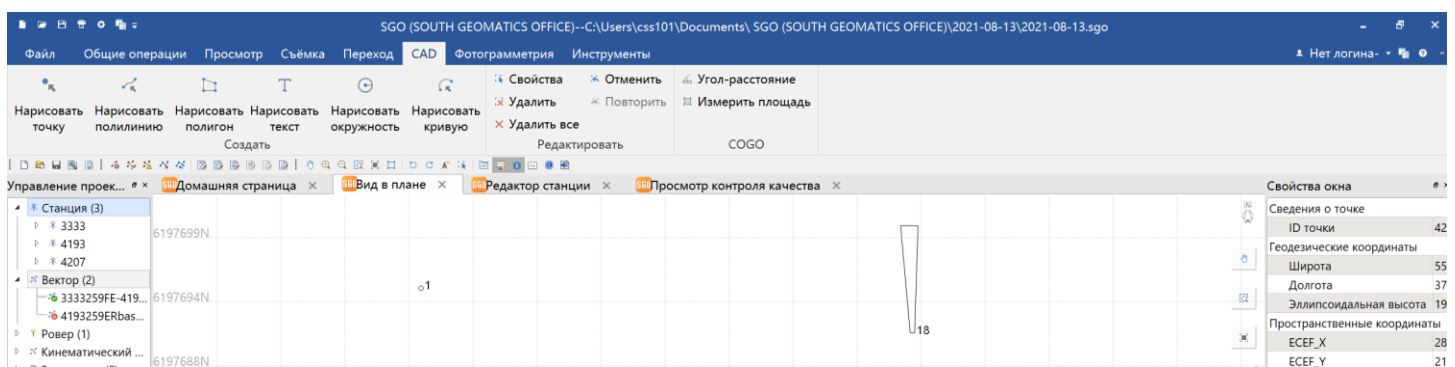 SGO (SOUTH GEOMATICS OFFICE)--C:\Users\css101\Documents\ SGO (SOUTH GEOMATICS OFFICE)\2021-08-13\2021-08-13.sgo
Файл Общие операции Просмотр Съёмка Переход CAD Фотограмметрия Инструменты Нет логина-
Свойства Отменить Угол-расстояние
Нарисовать Нарисовать Нарисовать Нарисовать Нарисовать Нарисовать Удалить Повторить Измерить площадь
точку полилинию полигон текст окружность кривую Удалить все
Создать Редактировать COGO
Управление проек... Домашняя страница Вид в плане Редактор станции Просмотр контроля качества Свойства окна
Станция (3) Сведения о точке
3333 ID точки 42
6197699N
4193 Геодезические координаты
4207 Широта 55
Вектор (2) 1 Долгота 37
3333259FE-419... 6197694N Эллипсоидальная высота 19
4193259ERbas... Пространственные координаты
Ровер (1) 18
Кинематический ... ECEF_X 28
6197688N ECEF_Y 21